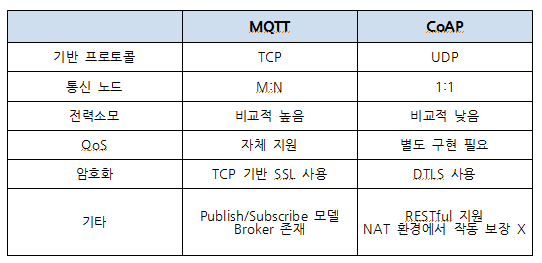 MQTT CoAP
기반 프로토콜 TCP UDP
통신 노드 M:N 1:1
전력소모 비교적 높음 비교적 낮음
QoS 자체 지원 별도 구현 필요
암호화 TCP 기반 SSL 사용 DTLS 사용
기타 Publish/Subscribe 모델 RESTful 지원
Broker 존재 NAT 환경에서 작동 보장 X